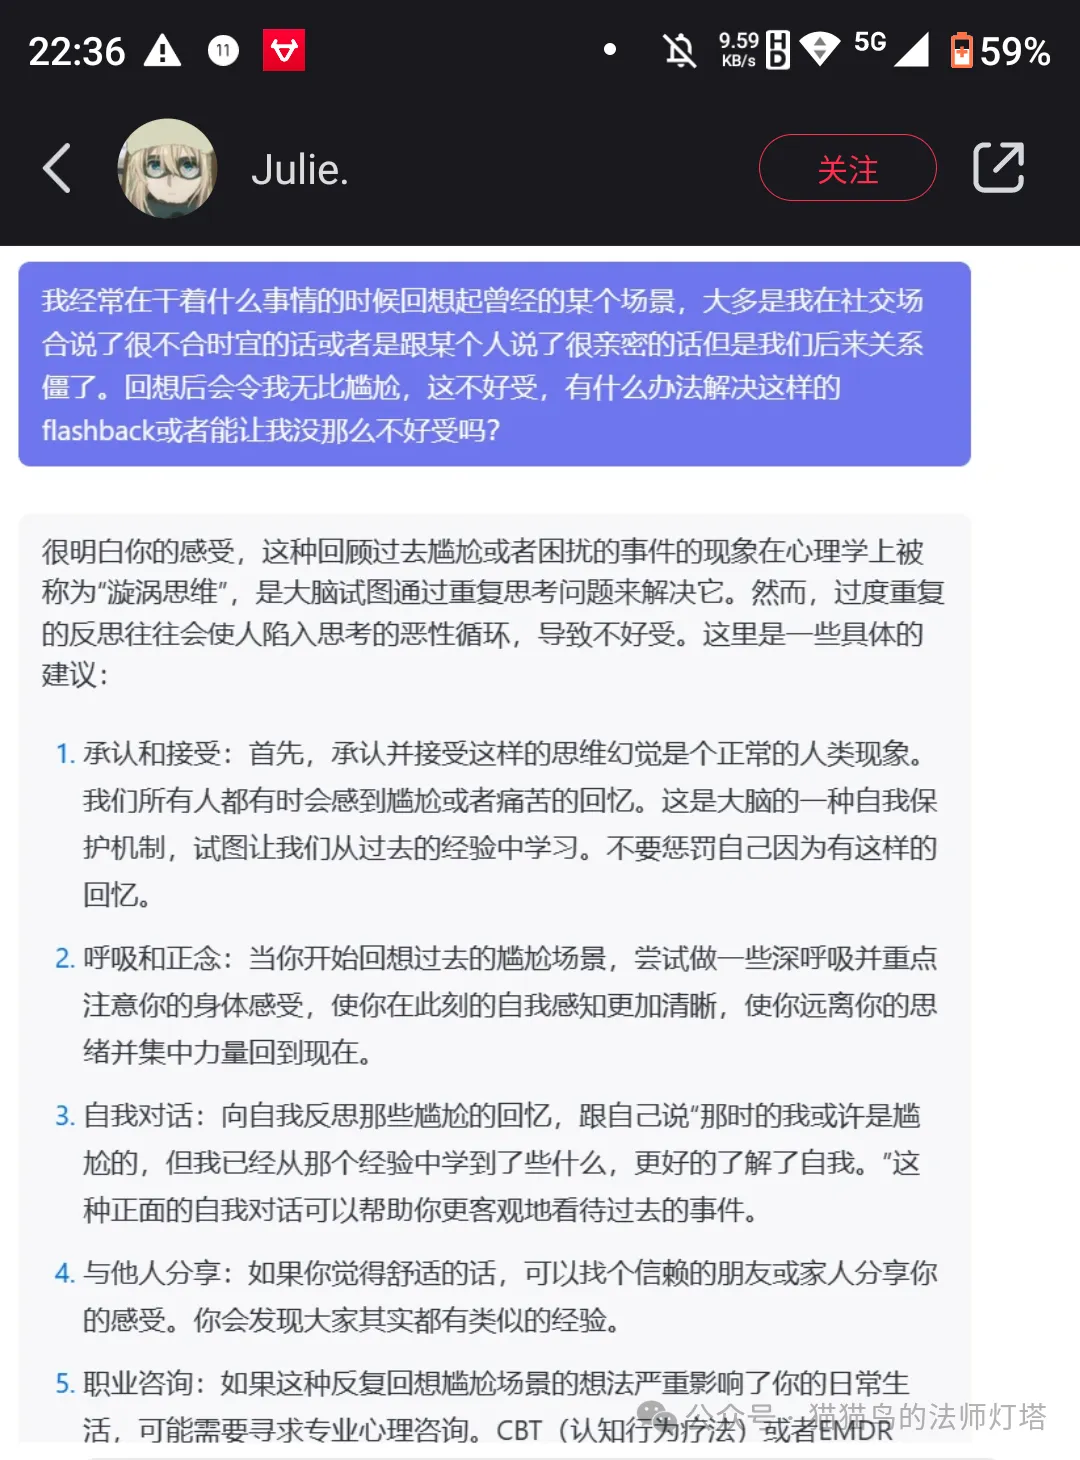 22:36
11
9.59
KB/s
HD
5G
59%
Julie.
关注
我经常在干着什么事情的时候回想起曾经的某个场景，大多是我在社交场
合说了很不合时宜的话或者是跟某个人说了很亲密的话但是我们后来关系
僵了。回想后会令我无比尴尬，这不好受，有什么办法解决这样的
flashback或者能让我没那么不好受吗？
很明白你的感受，这种回顾过去尴尬或者困扰的事件的现象在心理学上被
称为“漩涡思维”，是大脑试图通过重复思考问题来解决它。然而，过度重复
的反思往往会使人陷入思考的恶性循环，导致不好受。这里是一些具体的
建议：
1. 承认和接受：首先，承认并接受这样的思维幻觉是个正常的人类现象。
我们所有人都有时会感到尴尬或者痛苦的回忆。这是大脑的一种自我保
护机制，试图让我们从过去的经验中学习。不要惩罚自己因为有这样的
回忆。
2. 呼吸和正念：当你开始回想过去的尴尬场景，尝试做一些深呼吸并重点
注意你的身体感受，使你在此刻的自我感知更加清晰，使你远离你的思
绪并集中力量回到现在。
3. 自我对话：向自我反思那些尴尬的回忆，跟自己说“那时的我或许是尴
尬的，但我已经从那个经验中学到了些什么，更好的了解了自我。”这
种正面的自我对话可以帮助你更客观地看待过去的事件。
4. 与他人分享：如果你觉得舒适的话，可以找个信赖的朋友或家人分享你
的感受。你会发现大家其实都有类似的经验。
5. 职业咨询：如果这种反复回想尴尬场景的想法严重影响了你的日常生
活，可能需要寻求专业心理咨询。CBT（认知行为疗法）或者EMDR
公众号·猫猫鸟的法师灯塔